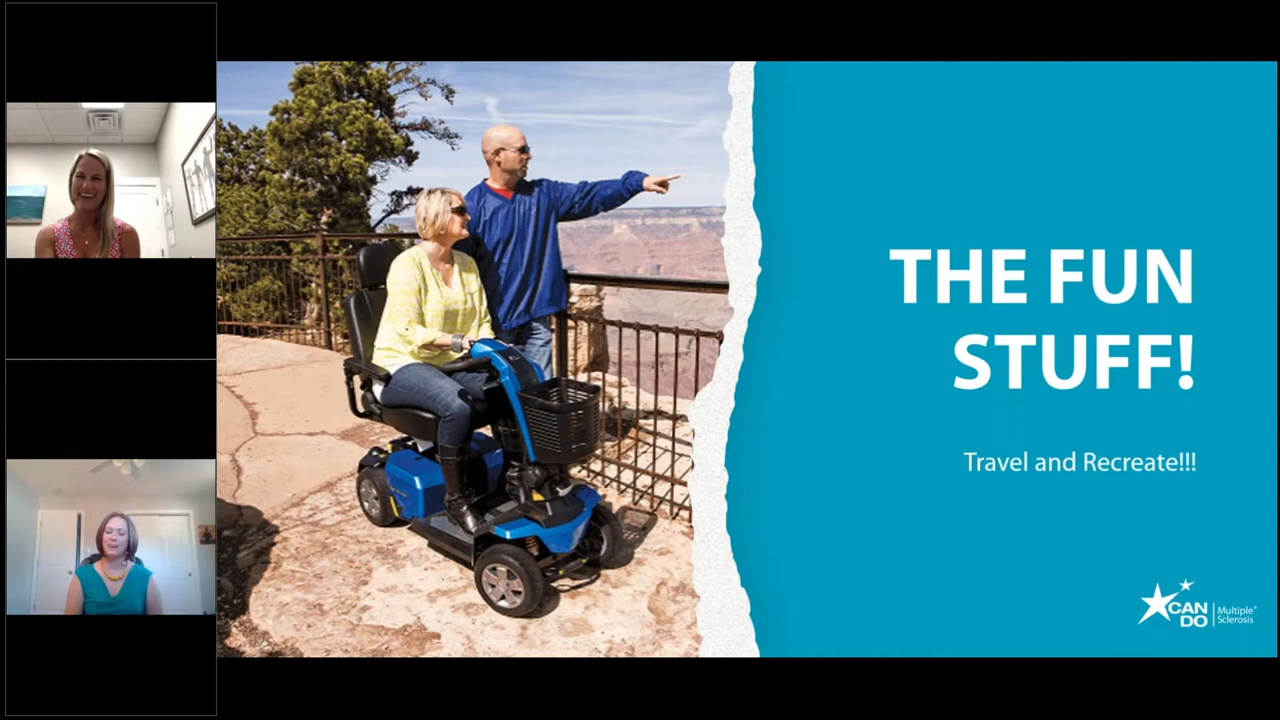 THE FUN
STUFF!
Travel and Recreate!!!
CAN
DO
Multiple
Sclerosis